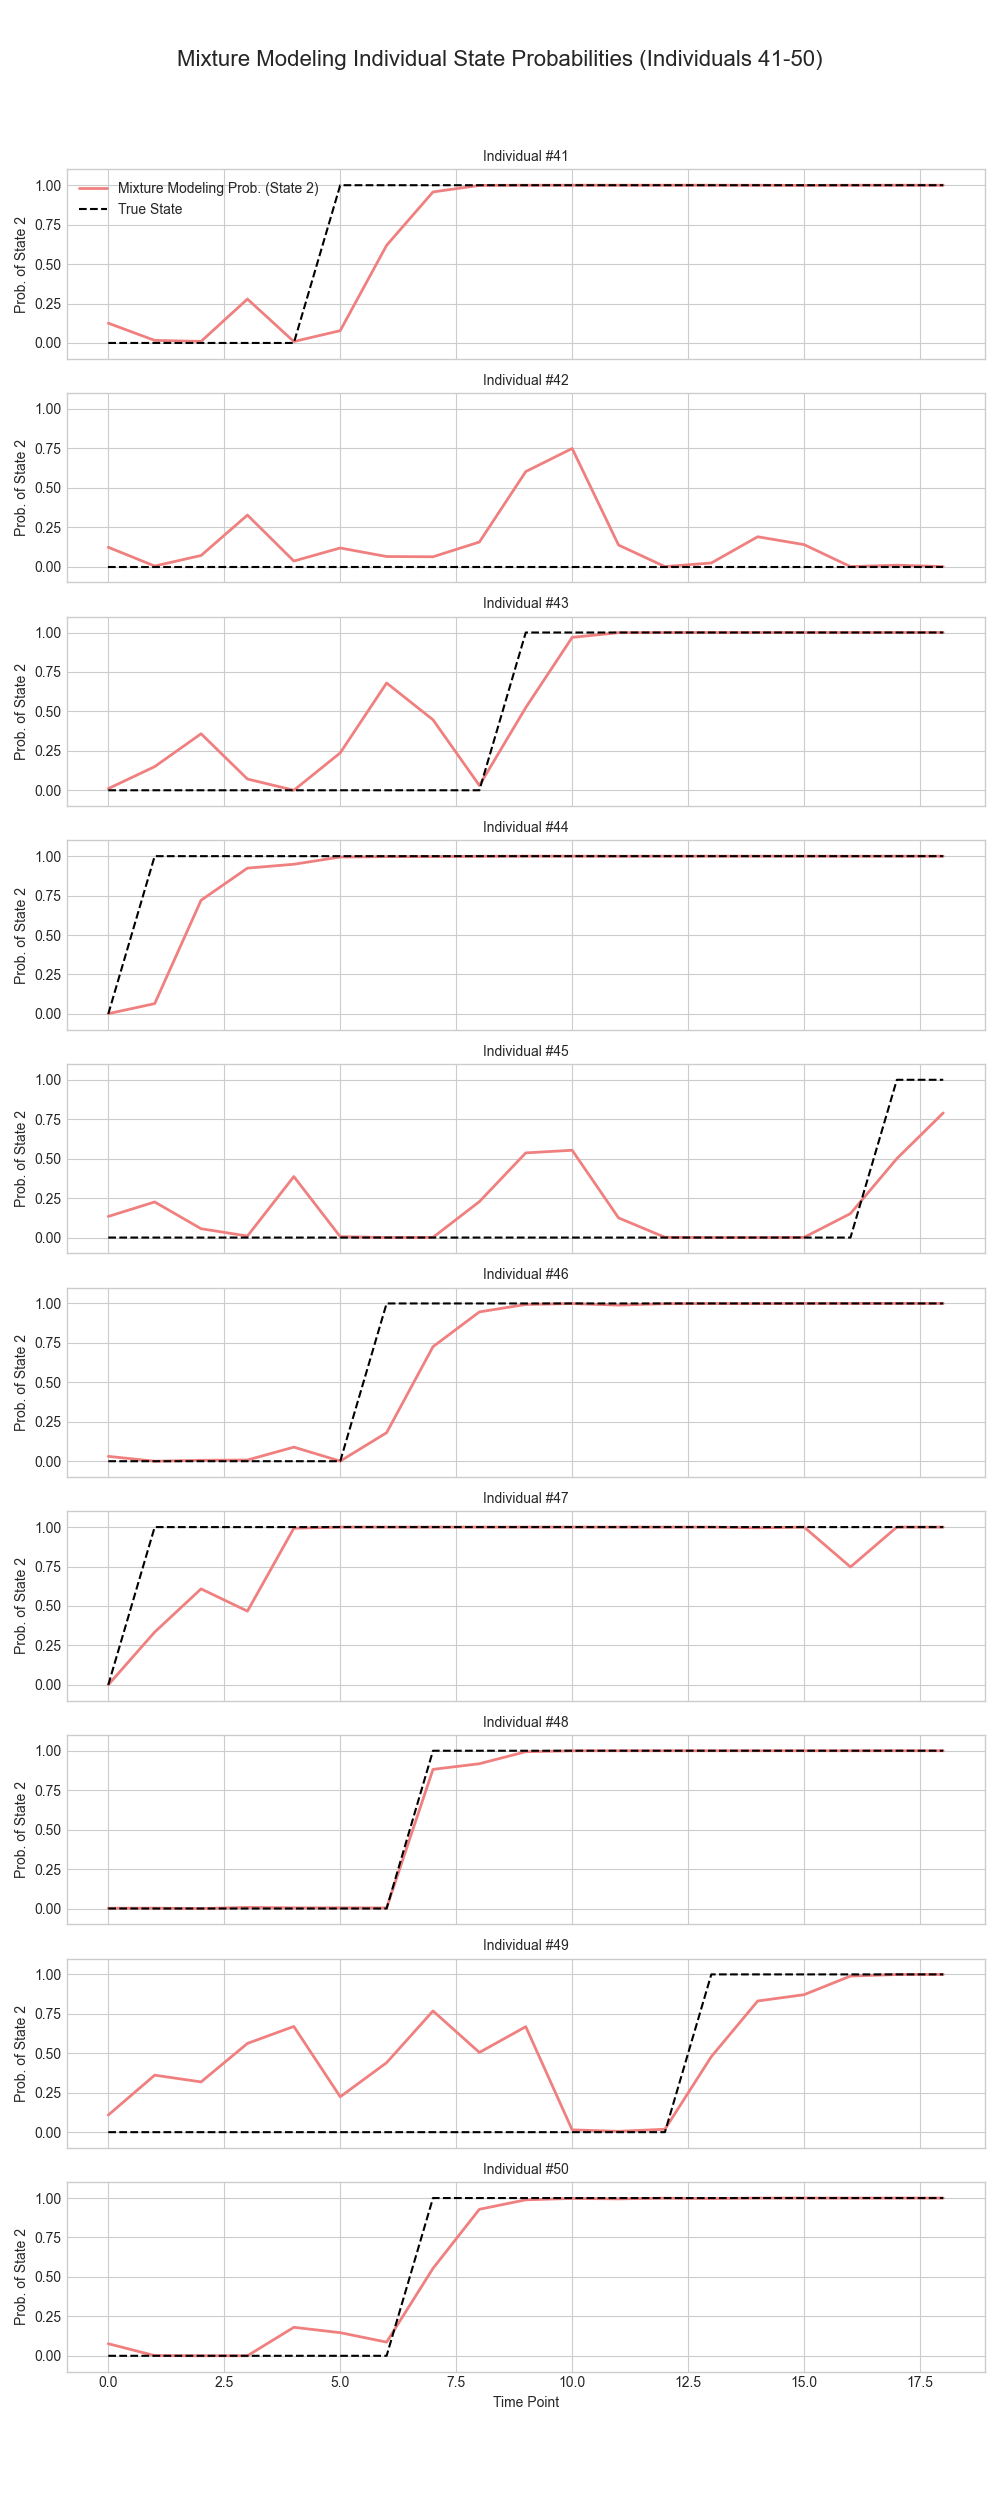 Mixture Modeling Individual State Probabilities (Individuals 41-50)
Individual #41
Mixture Modeling Prob. (State 2)
True State
Prob. of State 2
1.00
0.75
0.50
0.25
0.00
Individual #42
Prob. of State 2
1.00
0.75
0.50
0.25
0.00
Individual #43
Prob. of State 2
1.00
0.75
0.50
0.25
0.00
Individual #44
Prob. of State 2
1.00
0.75
0.50
0.25
0.00
Individual #45
Prob. of State 2
1.00
0.75
0.50
0.25
0.00
Individual #46
Prob. of State 2
1.00
0.75
0.50
0.25
0.00
Individual #47
Prob. of State 2
1.00
0.75
0.50
0.25
0.00
Individual #48
Prob. of State 2
1.00
0.75
0.50
0.25
0.00
Individual #49
Prob. of State 2
1.00
0.75
0.50
0.25
0.00
Individual #50
Prob. of State 2
1.00
0.75
0.50
0.25
0.00
0.0 2.5 5.0 7.5 10.0 12.5 15.0 17.5
Time Point